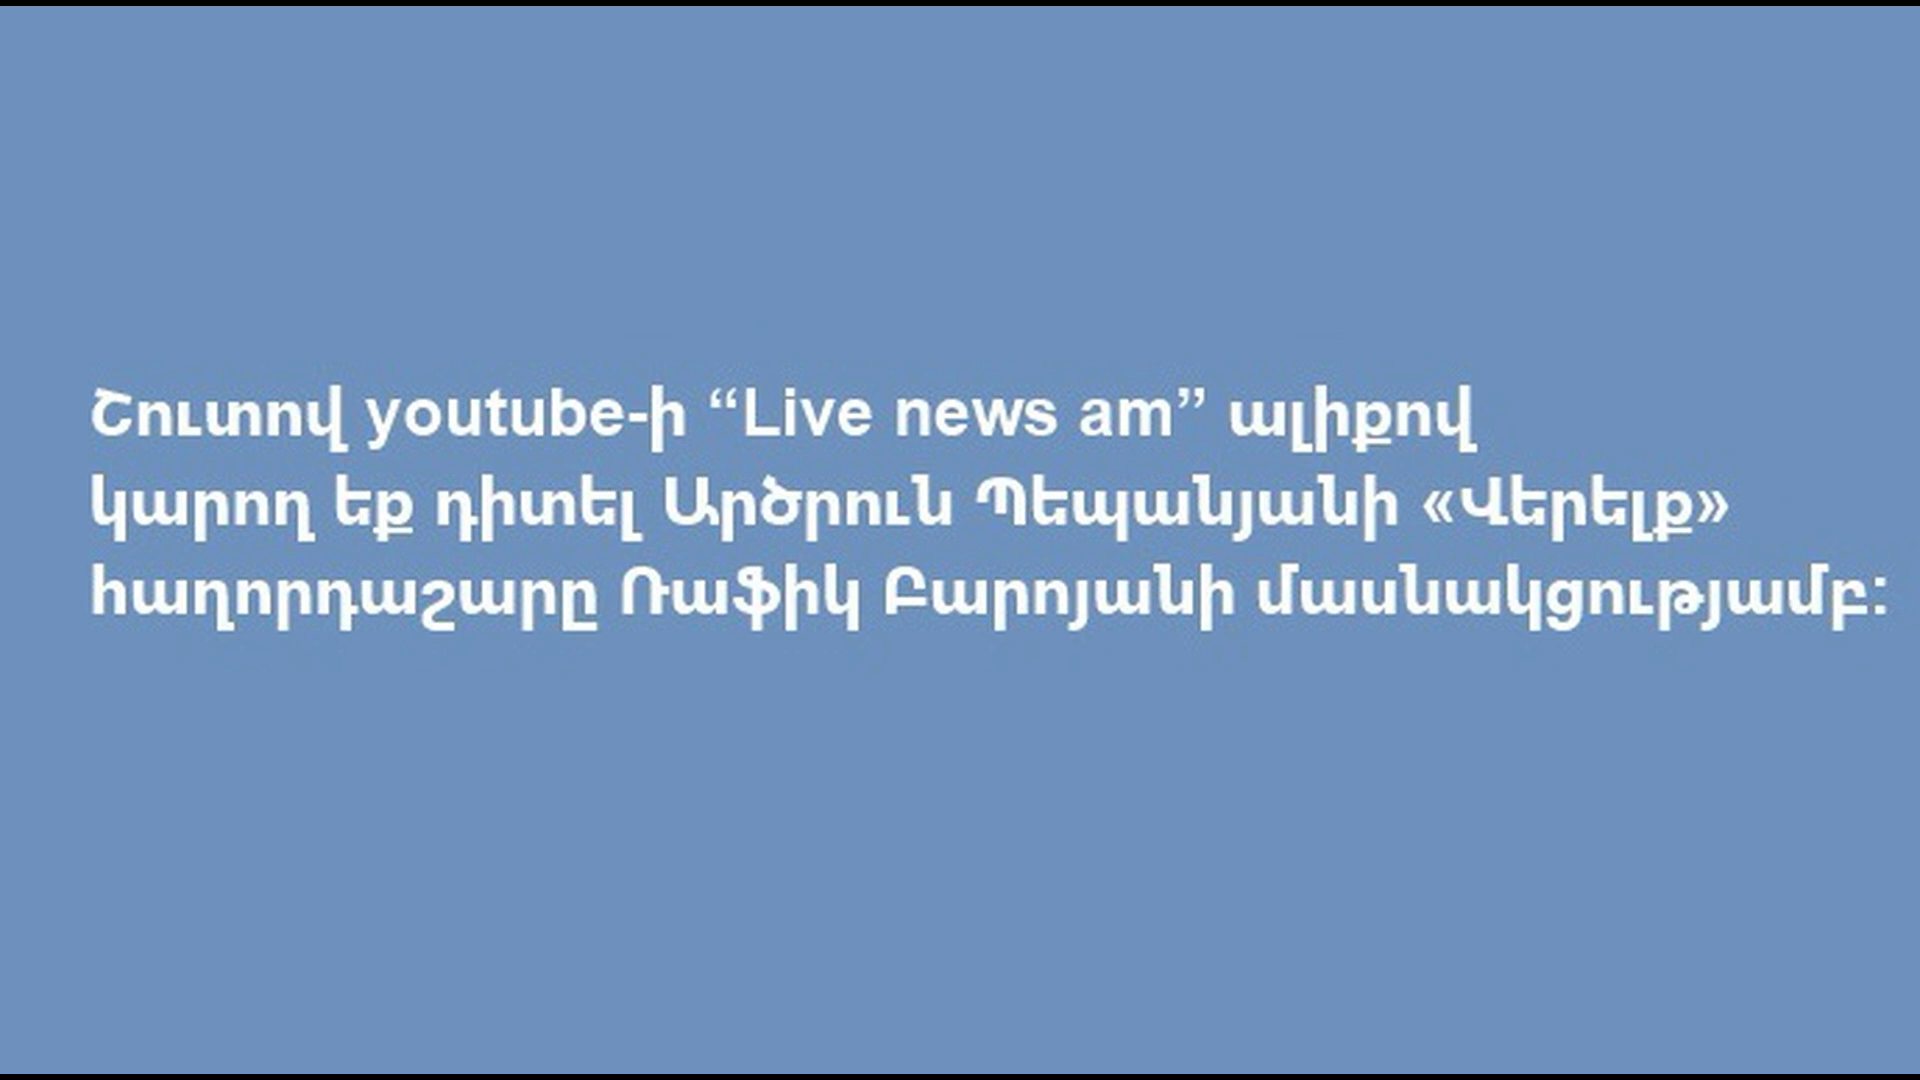 Շուտով youtube-ի “Live news am” ալիքով
կարող եք դիտել Արծրուն Պեպանյանի «Վերելք»
հաղորդաշարը Ռաֆիկ Բարոյանի մասնակցությամբ: